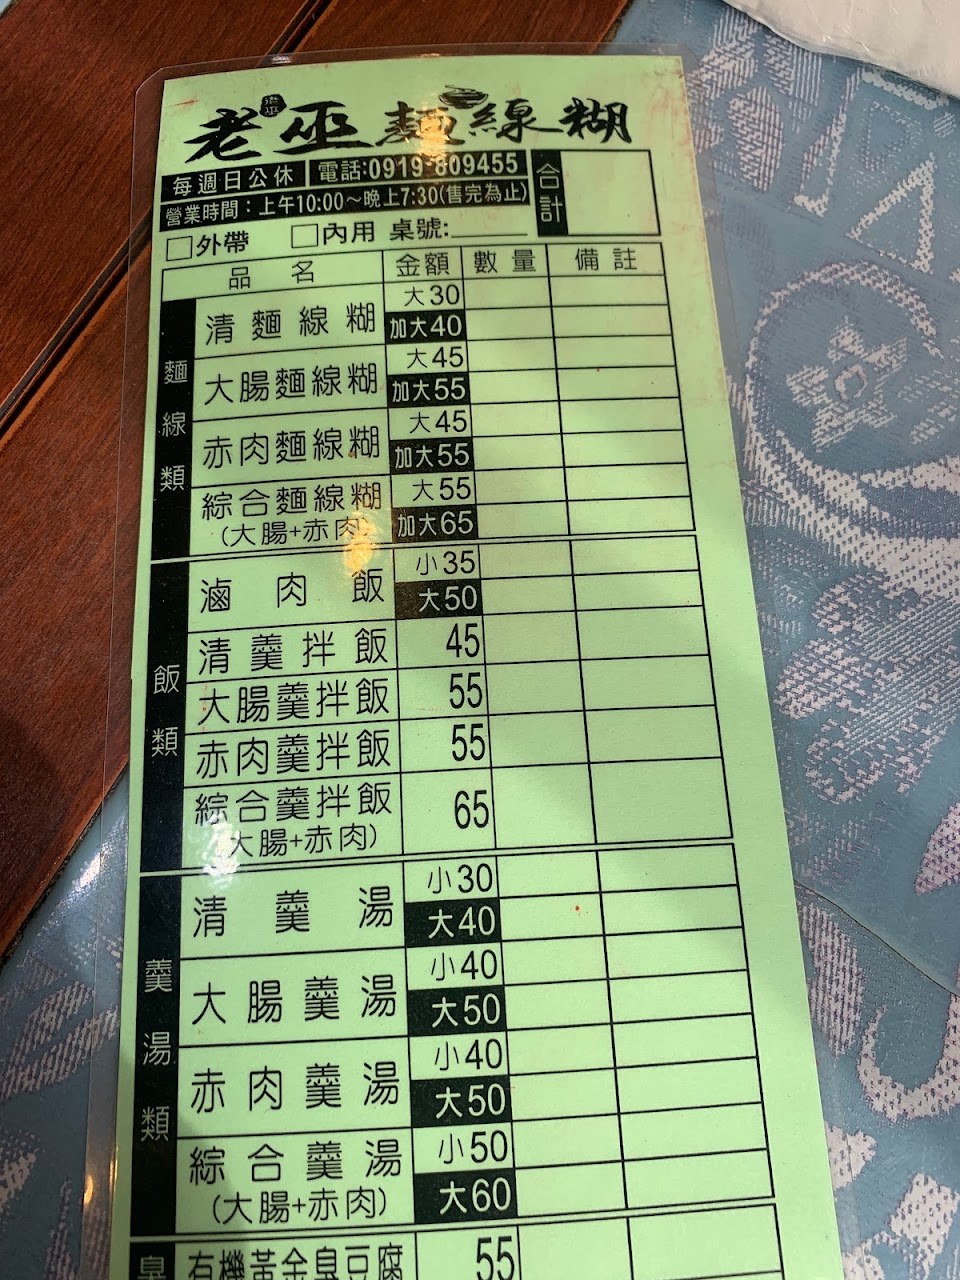 老巫麵線糊
每週日公休 電話:0919-809455 合計
營業時間：上午10:00～晚上7:30(售完為止)
□外帶 □內用 桌號:
品名 金額 數量 備註
麵線類
清麵線糊 大30
加大40
大腸麵線糊 大45
加大55
赤肉麵線糊 大45
加大55
綜合麵線糊 大55
(大腸+赤肉) 加大65
飯類
滷肉飯 小35
大50
清羹拌飯 45
大腸羹拌飯 55
赤肉羹拌飯 55
綜合羹拌飯 65
(大腸+赤肉)
羹湯類
清羹湯 小30
大40
大腸羹湯 小40
大50
赤肉羹湯 小40
大50
綜合羹湯 小50
(大腸+赤肉) 大60
臭 有機黃金臭豆腐 55